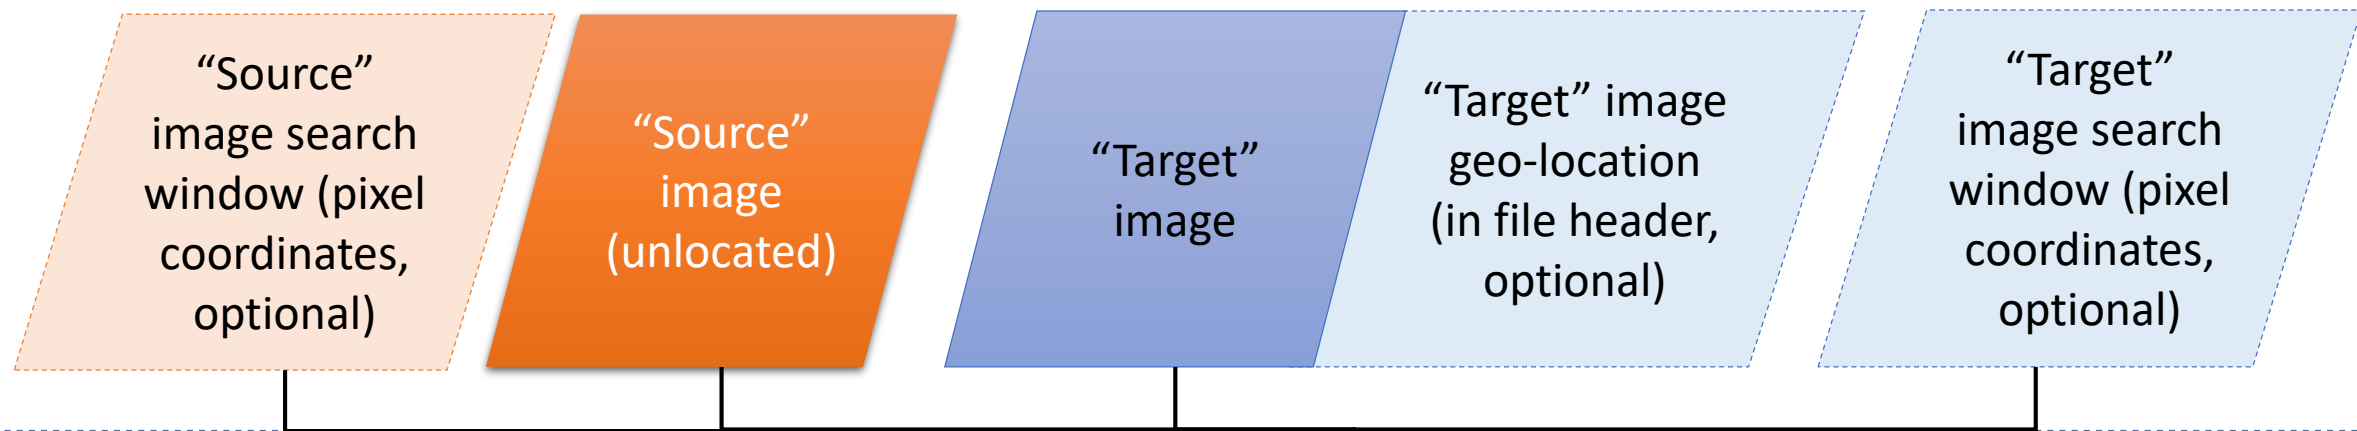 “Source”
image search
window (pixel
coordinates,
optional)
“Source”
image
(unlocated)
“Target”
image
“Target” image
geo-location
(in file header,
optional)
“Target”
image search
window (pixel
coordinates,
optional)